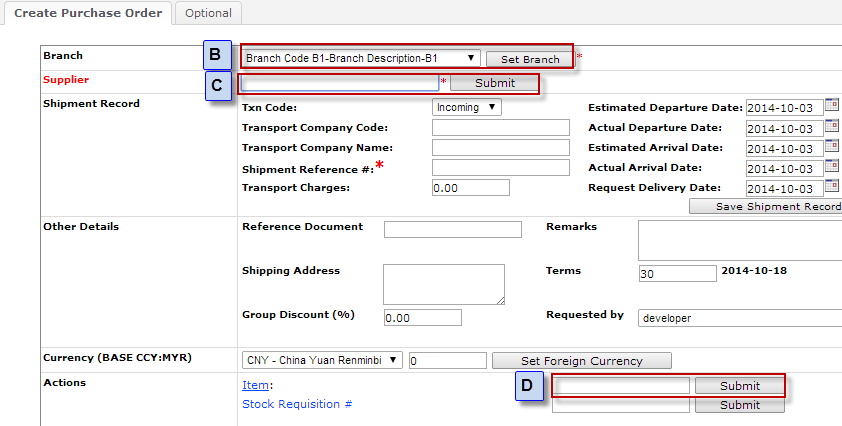 Create Purchase Order Optional
Branch B Branch Code B1-Branch Description-B1 Set Branch *
Supplier C * Submit
Shipment Record Txn Code: Incoming Estimated Departure Date: 2014-10-03
Transport Company Code: Actual Departure Date: 2014-10-03
Transport Company Name: Estimated Arrival Date: 2014-10-03
Shipment Reference #:* Actual Arrival Date: 2014-10-03
Transport Charges: 0.00 Request Delivery Date: 2014-10-03
Save Shipment Record
Other Details Reference Document Remarks
Shipping Address Terms 30 2014-10-18
Group Discount (%) 0.00 Requested by developer
Currency (BASE CCY:MYR) CNY - China Yuan Renminbi 0 Set Foreign Currency
Actions Item: D Submit
Stock Requisition # Submit